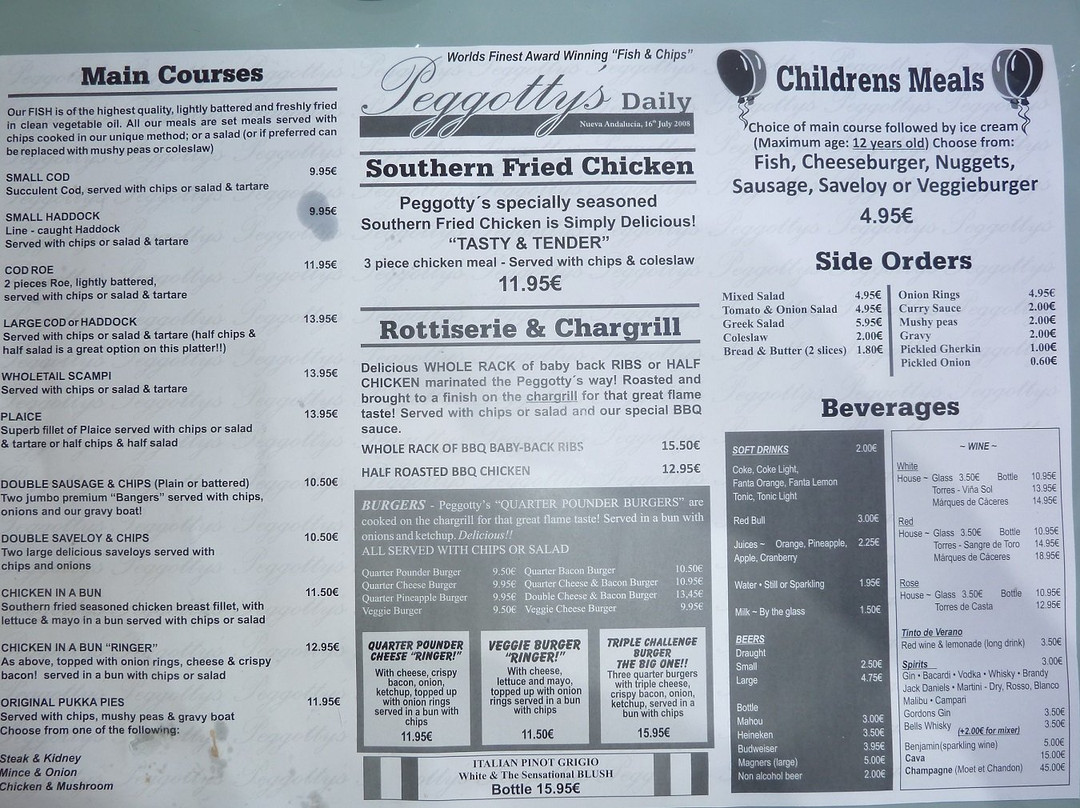 Main Courses
Our FISH is of the highest quality, lightly battered and freshly fried
in clean vegetable oil. All our meals are set meals served with
chips cooked in our unique method; or a salad (or if preferred can
be replaced with mushy peas or coleslaw)
SMALL COD 9.95€
Succulent Cod, served with chips or salad & tartare
SMALL HADDOCK 9.95€
Line - caught Haddock
Served with chips or salad & tartare
COD ROE 11.95€
2 pieces Roe, lightly battered,
served with chips or salad & tartare
LARGE COD or HADDOCK 13.95€
Served with chips or salad & tartare (half chips &
half salad is a great option on this platter!!)
WHOLETAIL SCAMPI 13.95€
Served with chips or salad & tartare
PLAICE 13.95€
Superb fillet of Plaice served with chips or salad
& tartare or half chips & half salad
DOUBLE SAUSAGE & CHIPS (Plain or battered) 10.50€
Two jumbo premium “Bangers” served with chips,
onions and our gravy boat!
DOUBLE SAVELOY & CHIPS 10.50€
Two large delicious saveloys served with
chips and onions
CHICKEN IN A BUN 11.50€
Southern fried seasoned chicken breast fillet, with
lettuce & mayo in a bun served with chips or salad
CHICKEN IN A BUN “RINGER” 12.95€
As above, topped with onion rings, cheese & crispy
bacon! served in a bun with chips or salad
ORIGINAL PUKKA PIES 11.95€
Served with chips, mushy peas & gravy boat
Choose from one of the following:
Steak & Kidney
Mince & Onion
Chicken & Mushroom
Worlds Finest Award Winning “Fish & Chips”
Peggotty's Daily
Nueva Andalucia, 16th July 2008
Southern Fried Chicken
Peggotty´s specially seasoned
Southern Fried Chicken is Simply Delicious!
“TASTY & TENDER”
3 piece chicken meal - Served with chips & coleslaw
11.95€
Rottiserie & Chargrill
Delicious WHOLE RACK of baby back RIBS or HALF
CHICKEN marinated the Peggotty´s way! Roasted and
brought to a finish on the chargrill for that great flame
taste! Served with chips or salad and our special BBQ
sauce.
WHOLE RACK OF BBQ BABY-BACK RIBS 15.50€
HALF ROASTED BBQ CHICKEN 12.95€
BURGERS - Peggotty’s “QUARTER POUNDER BURGERS” are
cooked on the chargrill for that great flame taste! Served in a bun with
onions and ketchup. Delicious!!
ALL SERVED WITH CHIPS OR SALAD
Quarter Pounder Burger 9.50€ Quarter Bacon Burger 10.50€
Quarter Cheese Burger 9.95€ Quarter Cheese & Bacon Burger 10.95€
Quarter Pineapple Burger 9.95€ Double Cheese & Bacon Burger 13,45€
Veggie Burger 9.50€ Veggie Cheese Burger 9.95€
QUARTER POUNDER
CHEESE “RINGER!”
With cheese, crispy
bacon, onion,
ketchup, topped up
with onion rings
served in a bun with
chips
11.95€
VEGGIE BURGER
“RINGER!”
With cheese,
lettuce and mayo,
topped up with onion
rings served in a bun
with chips
11.50€
TRIPLE CHALLENGE
BURGER
THE BIG ONE!!
Three quarter burgers
with triple cheese,
crispy bacon, onion,
ketchup, served in a
bun with chips
15.95€
ITALIAN PINOT GRIGIO
White & The Sensational BLUSH
Bottle 15.95€
Childrens Meals
Choice of main course followed by ice cream
(Maximum age: 12 years old) Choose from:
Fish, Cheeseburger, Nuggets,
Sausage, Saveloy or Veggieburger
4.95€
Side Orders
Mixed Salad 4.95€
Tomato & Onion Salad 4.95€
Greek Salad 5.95€
Coleslaw 2.00€
Bread & Butter (2 slices) 1.80€
Onion Rings 4.95€
Curry Sauce 2.00€
Mushy peas 2.00€
Gravy 2.00€
Pickled Gherkin 1.00€
Pickled Onion 0.60€
Beverages
SOFT DRINKS 2.00€
Coke, Coke Light,
Fanta Orange, Fanta Lemon
Tonic, Tonic Light
Red Bull 3.00€
Juices ~ Orange, Pineapple, 2.25€
Apple, Cranberry
Water • Still or Sparkling 1.95€
Milk ~ By the glass 1.50€
BEERS
Draught
Small 2.50€
Large 4.75€
Bottle
Mahou 3.00€
Heineken 3.50€
Budweiser 3.95€
Magners (large) 5.00€
Non alcohol beer 2.00€
~ WINE ~
White
House ~ Glass 3.50€ Bottle 10.95€
Torres - Viña Sol 13.95€
Márques de Cáceres 14.95€
Red
House ~ Glass 3.50€ Bottle 10.95€
Torres - Sangre de Toro 14.95€
Márques de Cáceres 18.95€
Rose
House ~ Glass 3.50€ Bottle 10.95€
Torres de Casta 12.95€
Tinto de Verano
Red wine & lemonade (long drink) 3.50€
Spirits 3.00€
Gin • Bacardi • Vodka • Whisky • Brandy
Jack Daniels • Martini - Dry, Rosso, Blanco
Malibu • Campari
Gordons Gin 3.50€
Bells Whisky 3.50€
(+2.00€ for mixer)
Benjamin(sparkling wine) 5.00€
Cava 15.00€
Champagne (Moet et Chandon) 45.00€